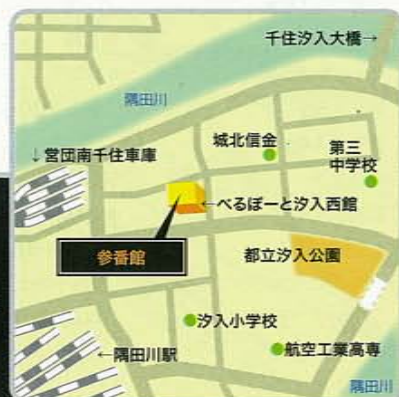 千住汐入大橋→
隅田川
城北信金
第三
中学校
↓営団南千住車庫
←べるぽーと汐入西館
参番館
都立汐入公園
汐入小学校
←隅田川駅
航空工業高専
隅田川